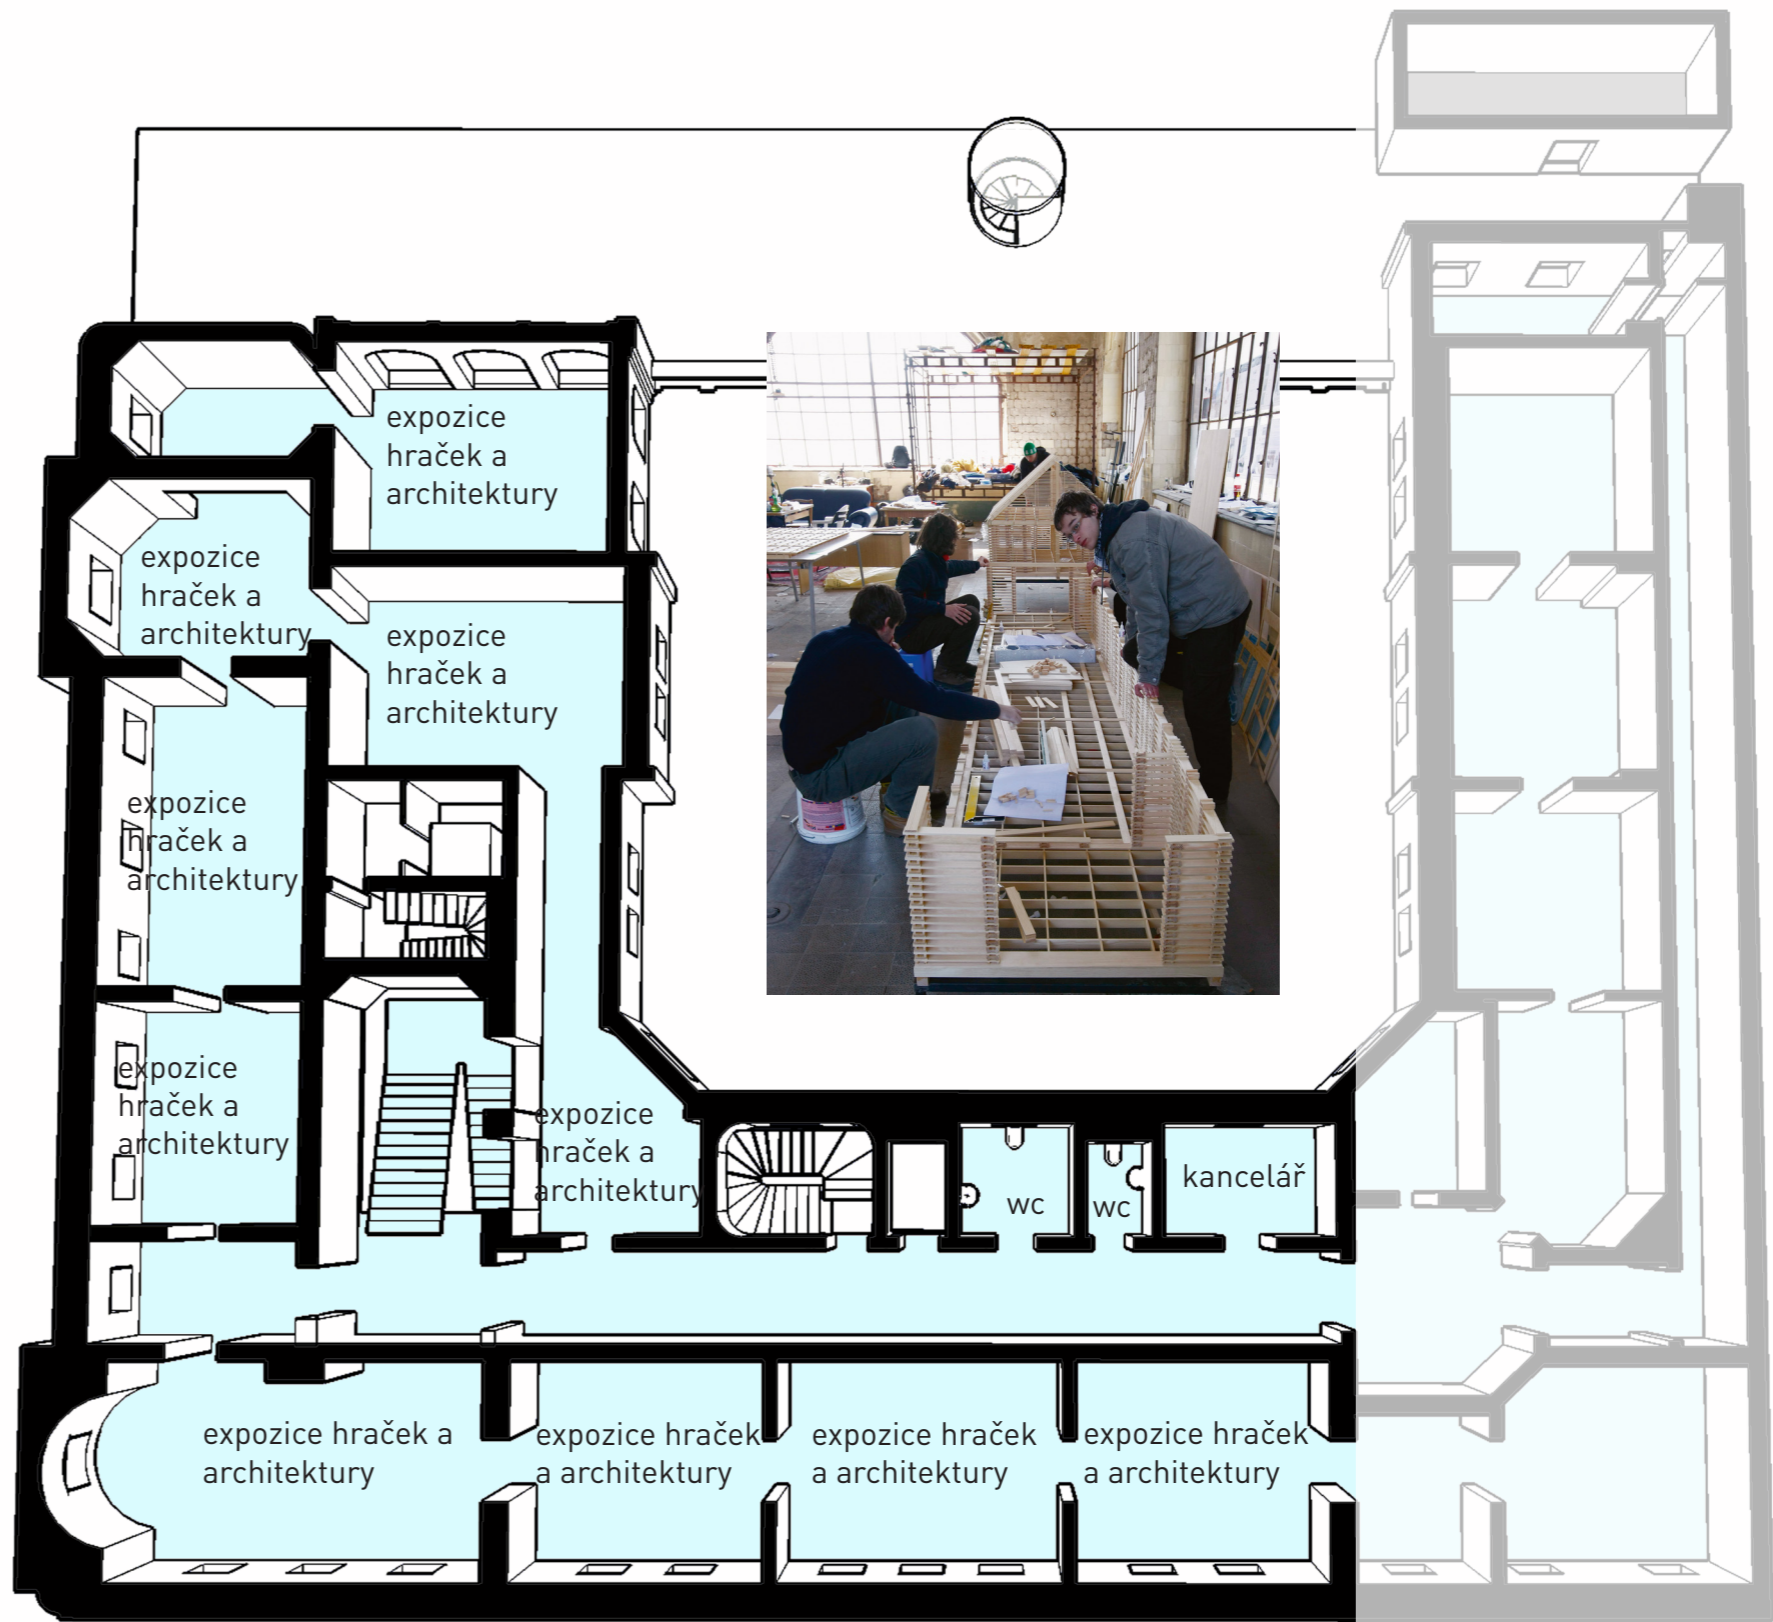 expozice
hraček a
architektury
expozice
hraček a
architektury
expozice
hraček a
architektury
expozice
hraček a
architektury
expozice
hraček a
architektury
expozice
hraček a
architektury
wc
wc
kancelář
expozice hraček a
architektury
expozice hraček
a architektury
expozice hraček
a architektury
expozice hraček
a architektury